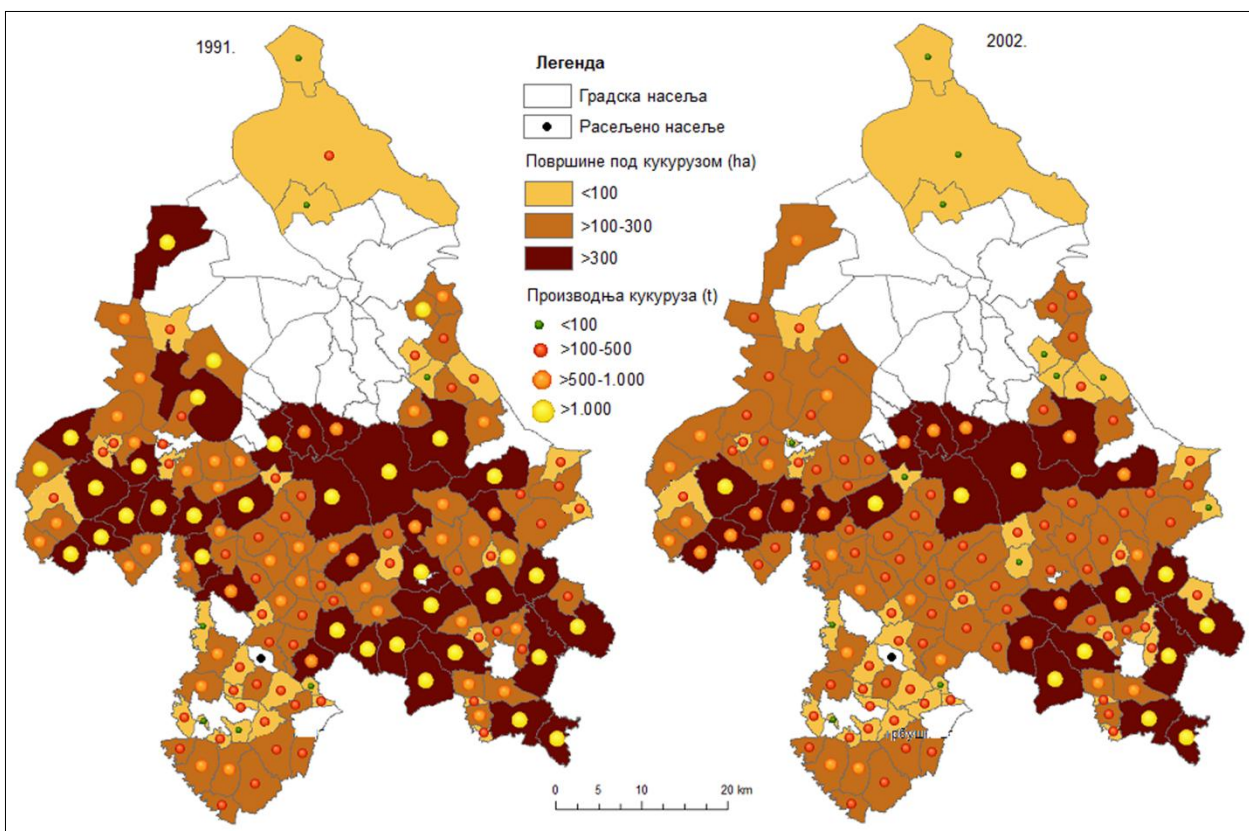 1991.
2002.
Легенда
Градска насеља
Расељено насеље
Површине под кукурузом (ha)
<100
>100-300
>300
Производња кукуруза (t)
<100
>100-500
>500-1.000
>1.000
0 5 10 20 km